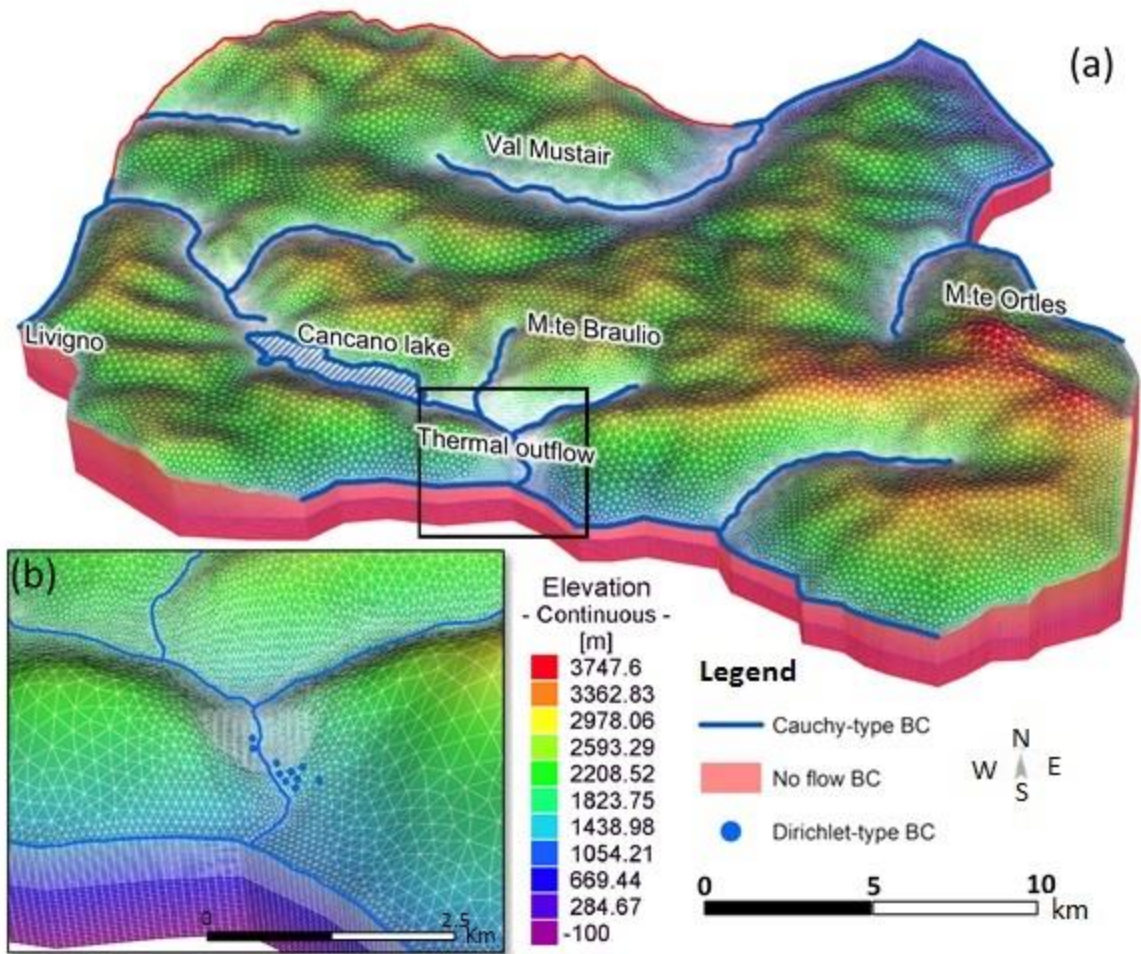 (a)
Val Mustair
M.te Ortles
Livigno
Cancano lake
M.te Braulio
Thermal outflow
(b)
0
2.5
km
Elevation
- Continuous -
[m]
3747.6
3362.83
2978.06
2593.29
2208.52
1823.75
1438.98
1054.21
669.44
284.67
-100
Legend
Cauchy-type BC
No flow BC
Dirichlet-type BC
N
W E
S
0 5 10
km